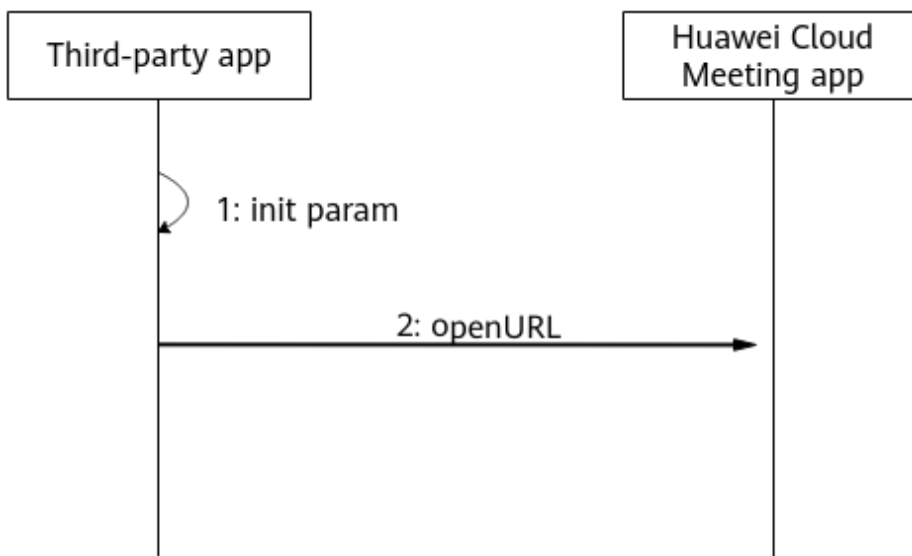 Third-party app
Huawei Cloud
Meeting app
1: init param
2: openURL